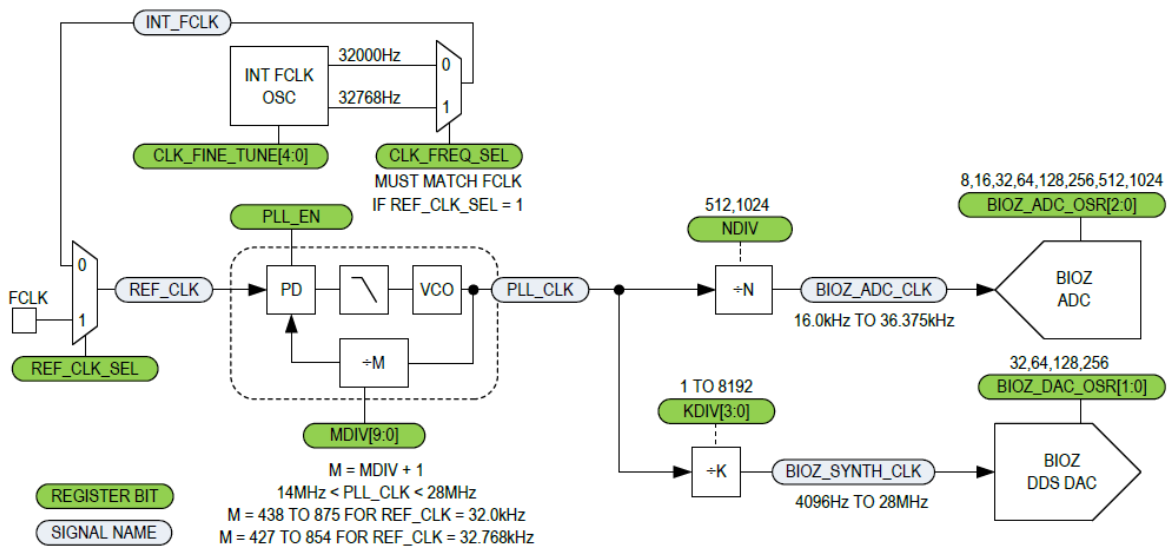 INT_FCLK
INT FCLK
OSC
32000Hz
32768Hz
0
1
CLK_FINE_TUNE[4:0]
CLK_FREQ_SEL
MUST MATCH FCLK
IF REF_CLK_SEL = 1
PLL_EN
512,1024
NDIV
8,16,32,64,128,256,512,1024
BIOZ_ADC_OSR[2:0]
FCLK
0
1
REF_CLK
PD
VCO
PLL_CLK
÷N
BIOZ_ADC_CLK
16.0kHz TO 36.375kHz
BIOZ
ADC
REF_CLK_SEL
÷M
MDIV[9:0]
M = MDIV + 1
14MHz < PLL_CLK < 28MHz
M = 438 TO 875 FOR REF_CLK = 32.0kHz
M = 427 TO 854 FOR REF_CLK = 32.768kHz
1 TO 8192
KDIV[3:0]
÷K
BIOZ_SYNTH_CLK
4096Hz TO 28MHz
32,64,128,256
BIOZ_DAC_OSR[1:0]
BIOZ
DDS DAC
REGISTER BIT
SIGNAL NAME